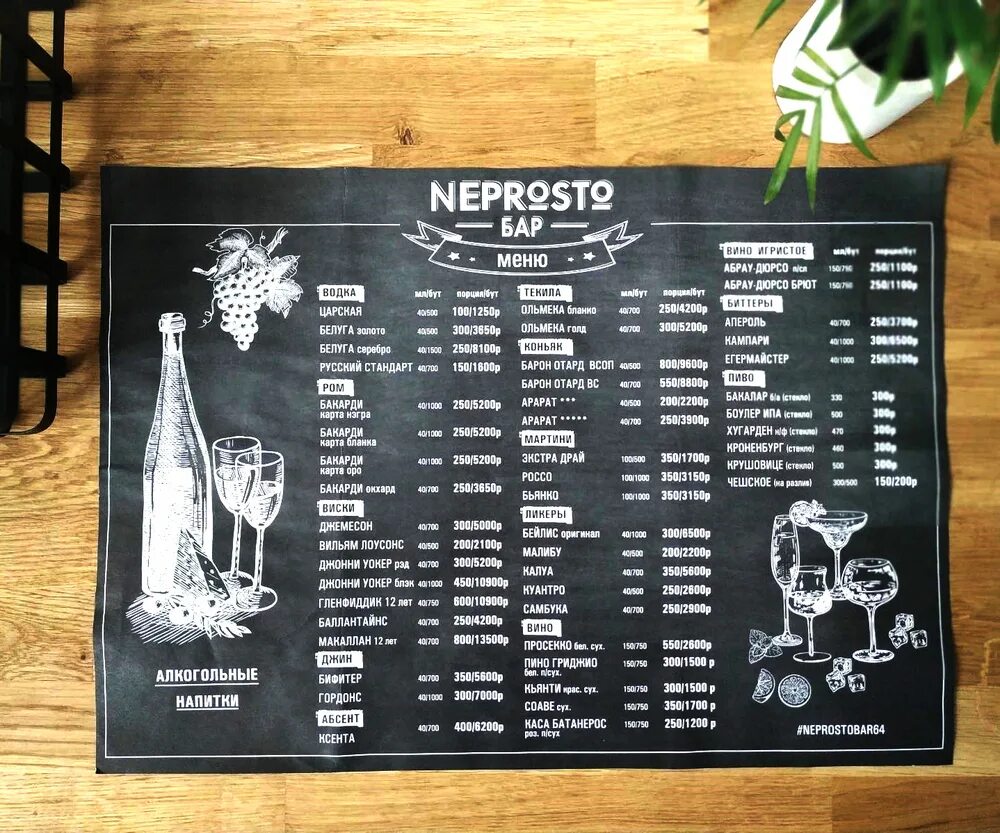 NEPROSTO
БАР
МЕНЮ
АЛКОГОЛЬНЫЕ
НАПИТКИ
ВОДКА мл/бут порция/бут
ЦАРСКАЯ 40/500 100/1250р
БЕЛУГА золото 40/500 300/3650р
БЕЛУГА серебро 40/1500 250/8100р
РУССКИЙ СТАНДАРТ 40/700 150/1600р
РОМ
БАКАРДИ 40/1000 250/5200р
карта нэгра
БАКАРДИ 40/1000 250/5200р
карта бланка
БАКАРДИ 40/1000 250/5200р
карта оро
БАКАРДИ окхард 40/700 250/3650р
ВИСКИ
ДЖЕМЕСОН 40/700 300/5000р
ВИЛЬЯМ ЛОУСОНС 40/500 200/2100р
ДЖОННИ УОКЕР рэд 40/700 300/5200р
ДЖОННИ УОКЕР блэк 40/1000 450/10900р
ГЛЕНФИДДИК 12 лет 40/750 600/10900р
БАЛЛАНТАЙНС 40/700 250/4200р
МАКАЛЛАН 12 лет 40/700 800/13500р
ДЖИН
БИФИТЕР 40/700 350/5600р
ГОРДОНС 40/1000 300/7000р
АБСЕНТ
КСЕНТА 40/700 400/6200р
ТЕКИЛА мл/бут порция/бут
ОЛЬМЕКА бланко 40/700 250/4200р
ОЛЬМЕКА голд 40/700 300/5200р
КОНЬЯК
БАРОН ОТАРД ВСОП 40/500 800/9600р
БАРОН ОТАРД ВС 40/700 550/8800р
АРАРАТ *** 40/500 200/2200р
АРАРАТ ***** 40/700 250/3900р
МАРТИНИ
ЭКСТРА ДРАЙ 100/500 350/1700р
РОССО 100/1000 350/3150р
БЬЯНКО 100/1000 350/3150р
ЛИКЕРЫ
БЕЙЛИС оригинал 40/1000 300/6500р
МАЛИБУ 40/500 200/2200р
КАЛУА 40/700 350/5600р
КУАНТРО 40/500 250/2600р
САМБУКА 40/700 250/2900р
ВИНО
ПРОСЕККО бел. сух. 150/750 550/2600р
ПИНО ГРИДЖИО 150/750 300/1500 р
бел. п/сух.
КЬЯНТИ крас. сух. 150/750 300/1500 р
СОАВЕ сух. 150/750 350/1700 р
КАСА БАТАНЕРОС 150/750 250/1200 р
роз. п/сух
ВИНО ИГРИСТОЕ мл/бут порция/бут
АБРАУ-ДЮРСО п/сл 150/750 250/1100р
АБРАУ-ДЮРСО БРЮТ 150/750 250/1100р
БИТТЕРЫ
АПЕРОЛЬ 40/700 250/3700р
КАМПАРИ 40/1000 300/6500р
ЕГЕРМАЙСТЕР 40/1000 250/5200р
ПИВО
БАКАЛАР б/а (стекло) 330 300р
БОУЛЕР ИПА (стекло) 500 300р
ХУГАРДЕН н/ф (стекло) 470 300р
КРОНЕНБУРГ (стекло) 460 300р
КРУШОВИЦЕ (стекло) 500 300р
ЧЕШСКОЕ (на разлив) 300/500 150/200р
#NEPROSTOBAR64